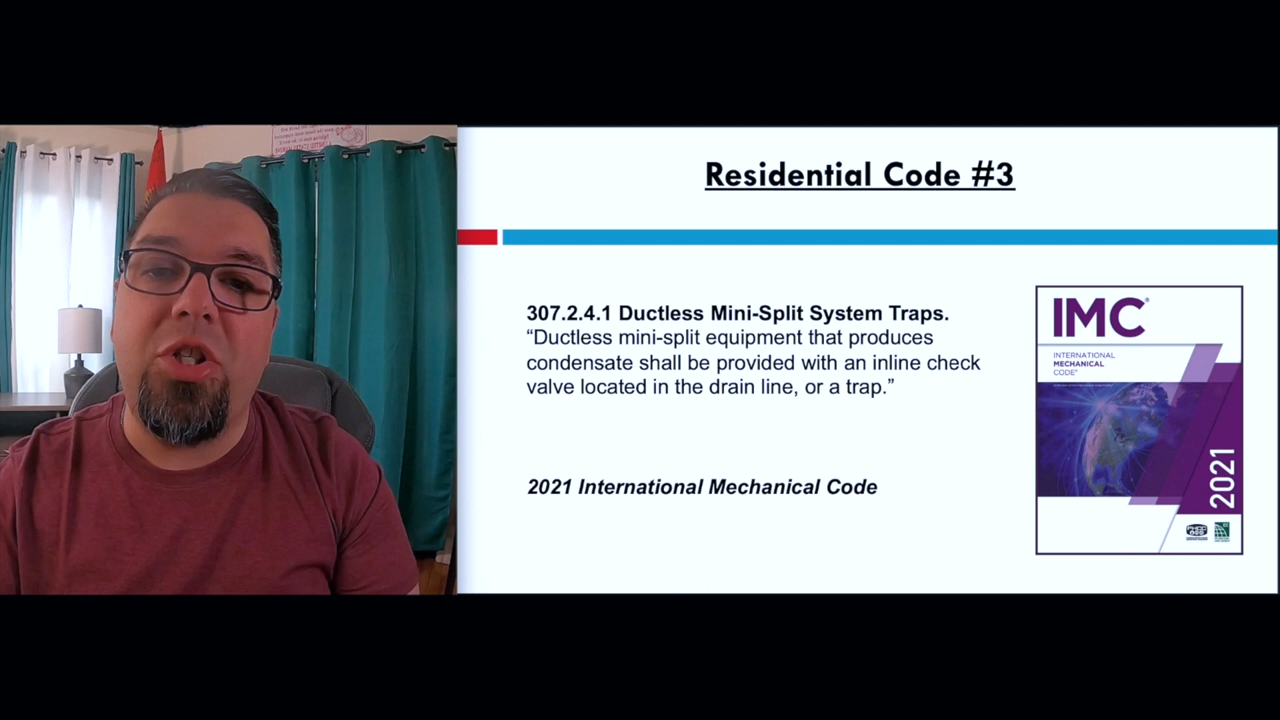 Residential Code #3
307.2.4.1 Ductless Mini-Split System Traps.
“Ductless mini-split equipment that produces
condensate shall be provided with an inline check
valve located in the drain line, or a trap.”
2021 International Mechanical Code
IMC®
INTERNATIONAL
MECHANICAL
CODE®
2021